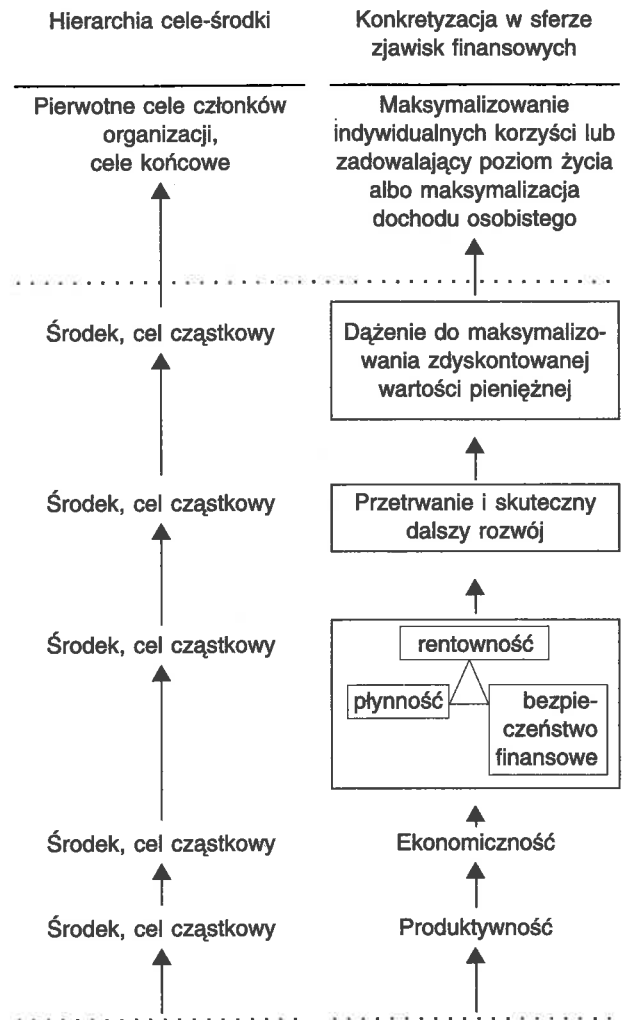 Hierarchia cele-środki
Konkretyzacja w sferze
zjawisk finansowych
Pierwotne cele członków
organizacji,
cele końcowe
Maksymalizowanie
indywidualnych korzyści lub
zadowalający poziom życia
albo maksymalizacja
dochodu osobistego
Środek, cel cząstkowy
Dążenie do maksymalizo-
wania zdyskontowanej
wartości pieniężnej
Środek, cel cząstkowy
Przetrwanie i skuteczny
dalszy rozwój
Środek, cel cząstkowy
rentowność
płynność
bezpie-
czeństwo
finansowe
Środek, cel cząstkowy
Ekonomiczność
Środek, cel cząstkowy
Produktywność